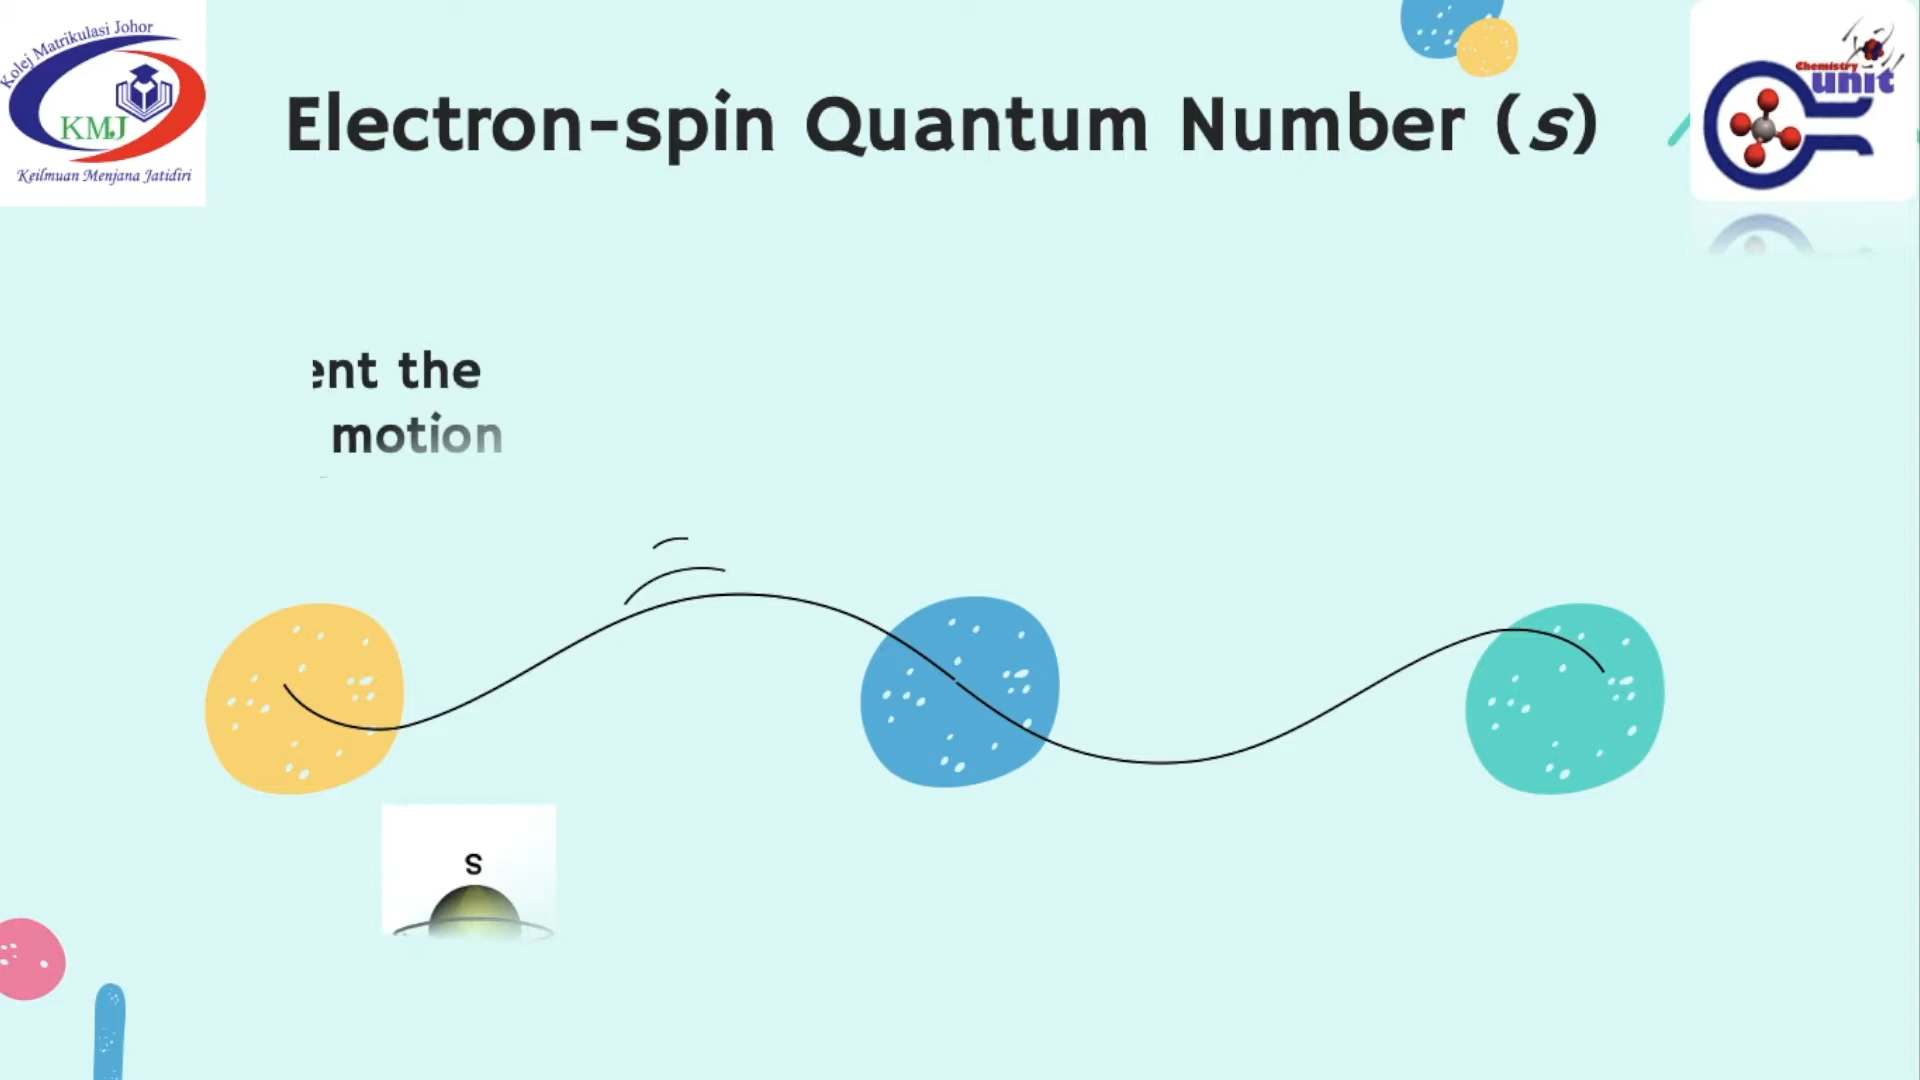 Kolej Matrikulasi Johor
KMJ
Keilmuan Menjana Jatidiri
Electron-spin Quantum Number (s)
Chemistry
unit
ent the
motion
S